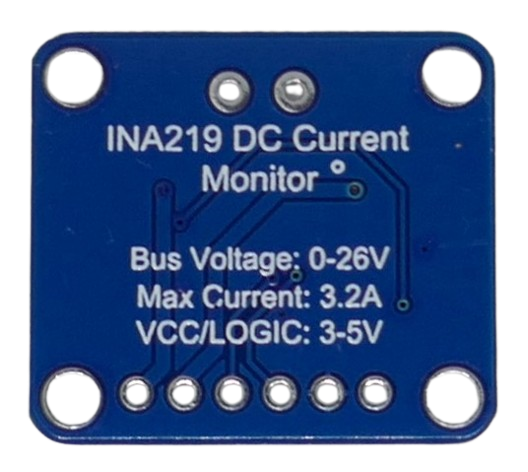 INA219 DC Current
Monitor
Bus Voltage: 0-26V
Max Current: 3.2A
VCC/LOGIC: 3-5V